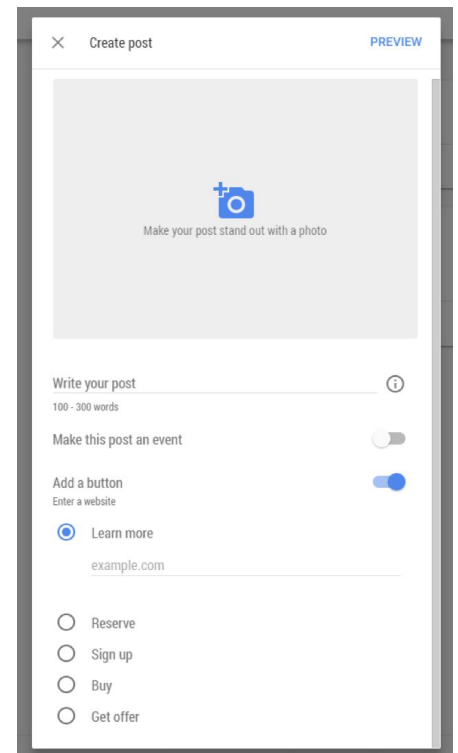 Create post
PREVIEW
Make your post stand out with a photo
Write your post
100 - 300 words
Make this post an event
Add a button
Enter a website
Learn more
example.com
Reserve
Sign up
Buy
Get offer